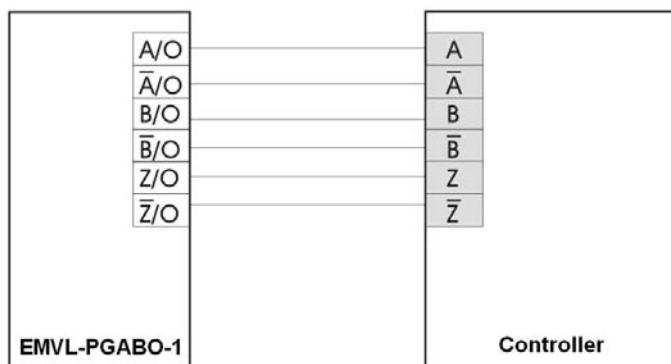 A/O A
A̅/O A̅
B/O B
B̅/O B̅
Z/O Z
Z̅/O Z̅
EMVL-PGABO-1 Controller